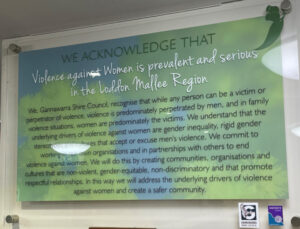 WE ACKNOWLEDGE THAT
Violence against Women is prevalent and serious
in the Loddon Mallee Region
We, Gannawarra Shire Council, recognise that while any person can be a victim or
perpetrator of violence, violence is predominately perpetrated by men, and in family
violence situations, women are predominately the victims. We understand that the
underlying drivers of violence against women are gender inequality, rigid gender
that accept or excuse men's violence. We commit to
organisations and in partnerships with others to end
violence against women. We will do this by creating communities, organisations and
cultures that are non-violent, gender-equitable, non-discriminatory and that promote
respectful relationships. In this way we will address the underlying drivers of violence
against women and create a safer community.